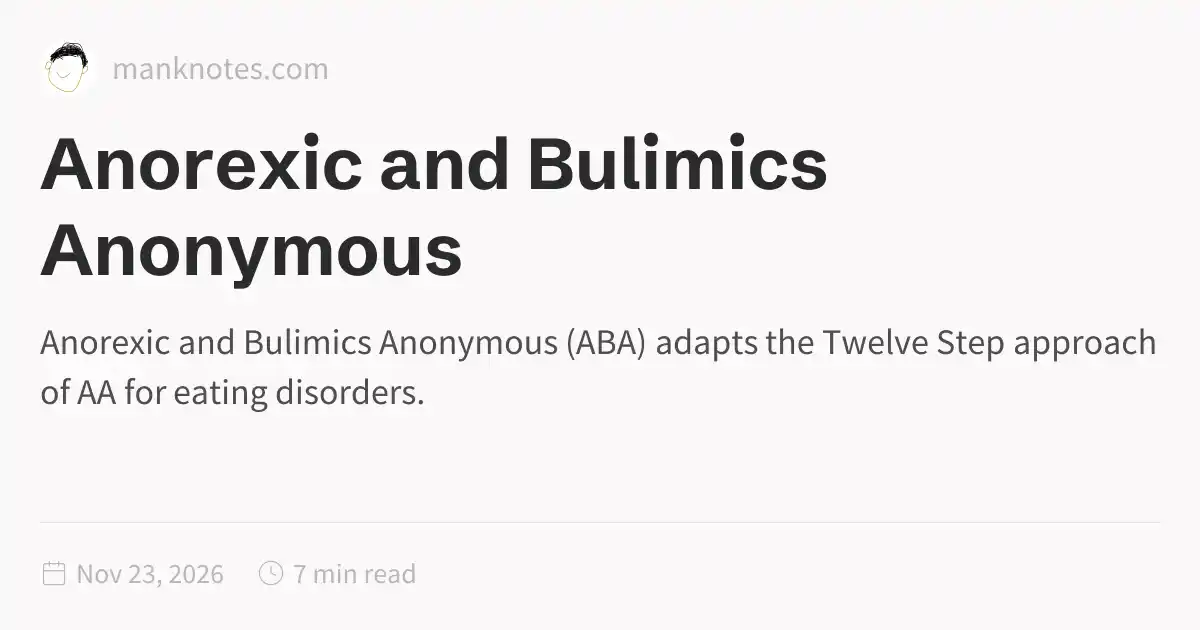 manknotes.com
Anorexic and Bulimics
Anonymous
Anorexic and Bulimics Anonymous (ABA) adapts the Twelve Step approach
of AA for eating disorders.
Nov 23, 2026 7 min read